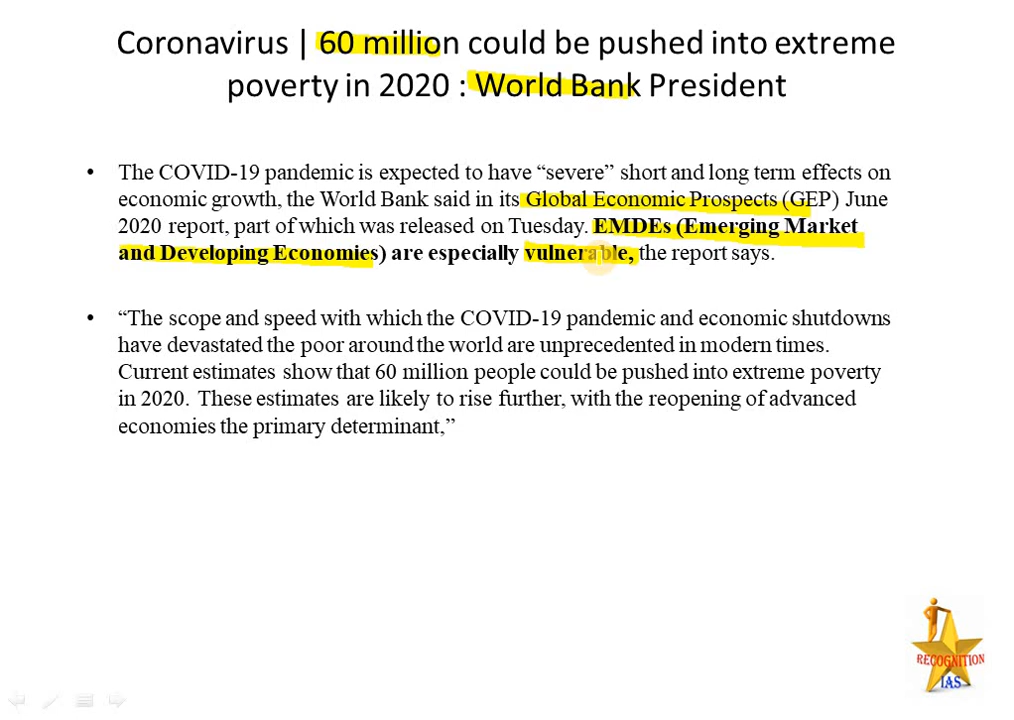 Coronavirus | 60 million could be pushed into extreme
poverty in 2020 : World Bank President
• The COVID-19 pandemic is expected to have “severe” short and long term effects on
economic growth, the World Bank said in its Global Economic Prospects (GEP) June
2020 report, part of which was released on Tuesday. EMDEs (Emerging Market
and Developing Economies) are especially vulnerable, the report says.
• “The scope and speed with which the COVID-19 pandemic and economic shutdowns
have devastated the poor around the world are unprecedented in modern times.
Current estimates show that 60 million people could be pushed into extreme poverty
in 2020. These estimates are likely to rise further, with the reopening of advanced
economies the primary determinant,”
RECOGNITION
IAS